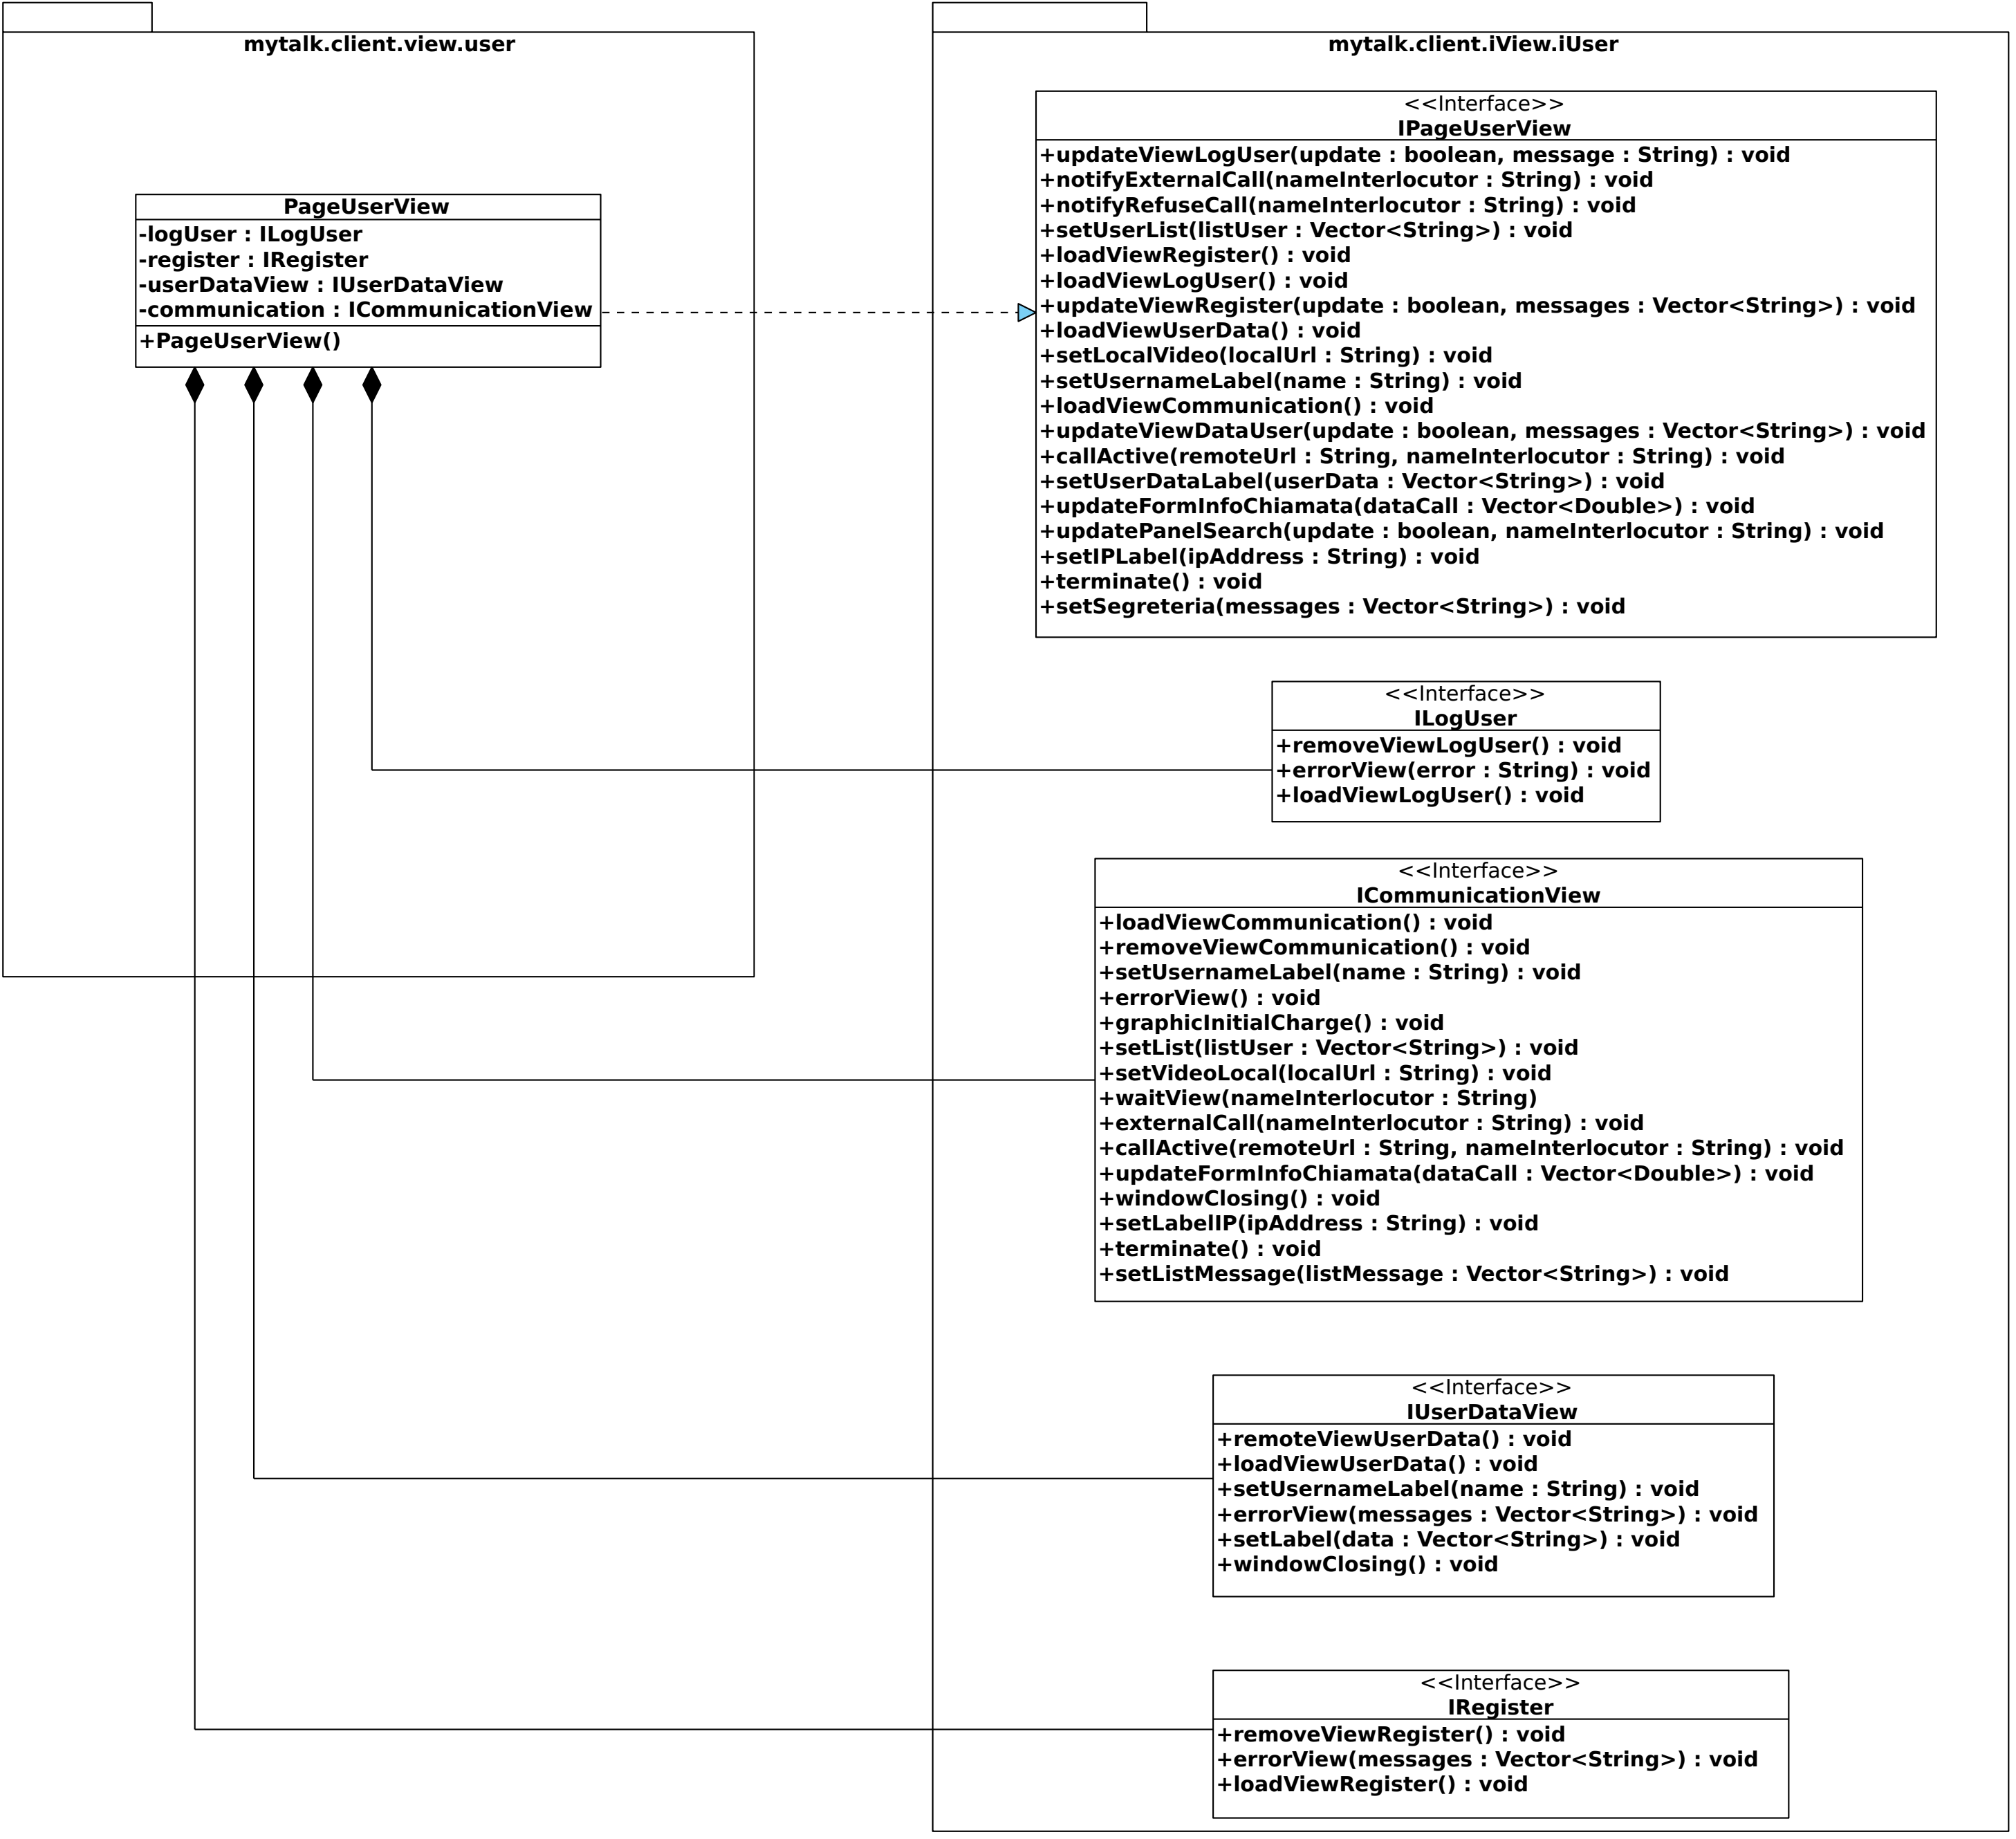 mytalk.client.view.user
PageUserView
-logUser : ILogUser
-register : IRegister
-userDataView : IUserDataView
-communication : ICommunicationView
+PageUserView()
mytalk.client.iView.iUser
<<Interface>>
IPageUserView
+updateViewLogUser(update : boolean, message : String) : void
+notifyExternalCall(nameInterlocutor : String) : void
+notifyRefuseCall(nameInterlocutor : String) : void
+setUserList(listUser : Vector<String>) : void
+loadViewRegister() : void
+loadViewLogUser() : void
+updateViewRegister(update : boolean, messages : Vector<String>) : void
+loadViewUserData() : void
+setLocalVideo(localUrl : String) : void
+setUsernameLabel(name : String) : void
+loadViewCommunication() : void
+updateViewDataUser(update : boolean, messages : Vector<String>) : void
+callActive(remoteUrl : String, nameInterlocutor : String) : void
+setUserDataLabel(userData : Vector<String>) : void
+updateFormInfoChiamata(dataCall : Vector<Double>) : void
+updatePanelSearch(update : boolean, nameInterlocutor : String) : void
+setIPLabel(ipAddress : String) : void
+terminate() : void
+setSegreteria(messages : Vector<String>) : void
<<Interface>>
ILogUser
+removeViewLogUser() : void
+errorView(error : String) : void
+loadViewLogUser() : void
<<Interface>>
ICommunicationView
+loadViewCommunication() : void
+removeViewCommunication() : void
+setUsernameLabel(name : String) : void
+errorView() : void
+graphicInitialCharge() : void
+setList(listUser : Vector<String>) : void
+setVideoLocal(localUrl : String) : void
+waitView(nameInterlocutor : String)
+externalCall(nameInterlocutor : String) : void
+callActive(remoteUrl : String, nameInterlocutor : String) : void
+updateFormInfoChiamata(dataCall : Vector<Double>) : void
+windowClosing() : void
+setLabelIP(ipAddress : String) : void
+terminate() : void
+setListMessage(listMessage : Vector<String>) : void
<<Interface>>
IUserDataView
+remoteViewUserData() : void
+loadViewUserData() : void
+setUsernameLabel(name : String) : void
+errorView(messages : Vector<String>) : void
+setLabel(data : Vector<String>) : void
+windowClosing() : void
<<Interface>>
IRegister
+removeViewRegister() : void
+errorView(messages : Vector<String>) : void
+loadViewRegister() : void